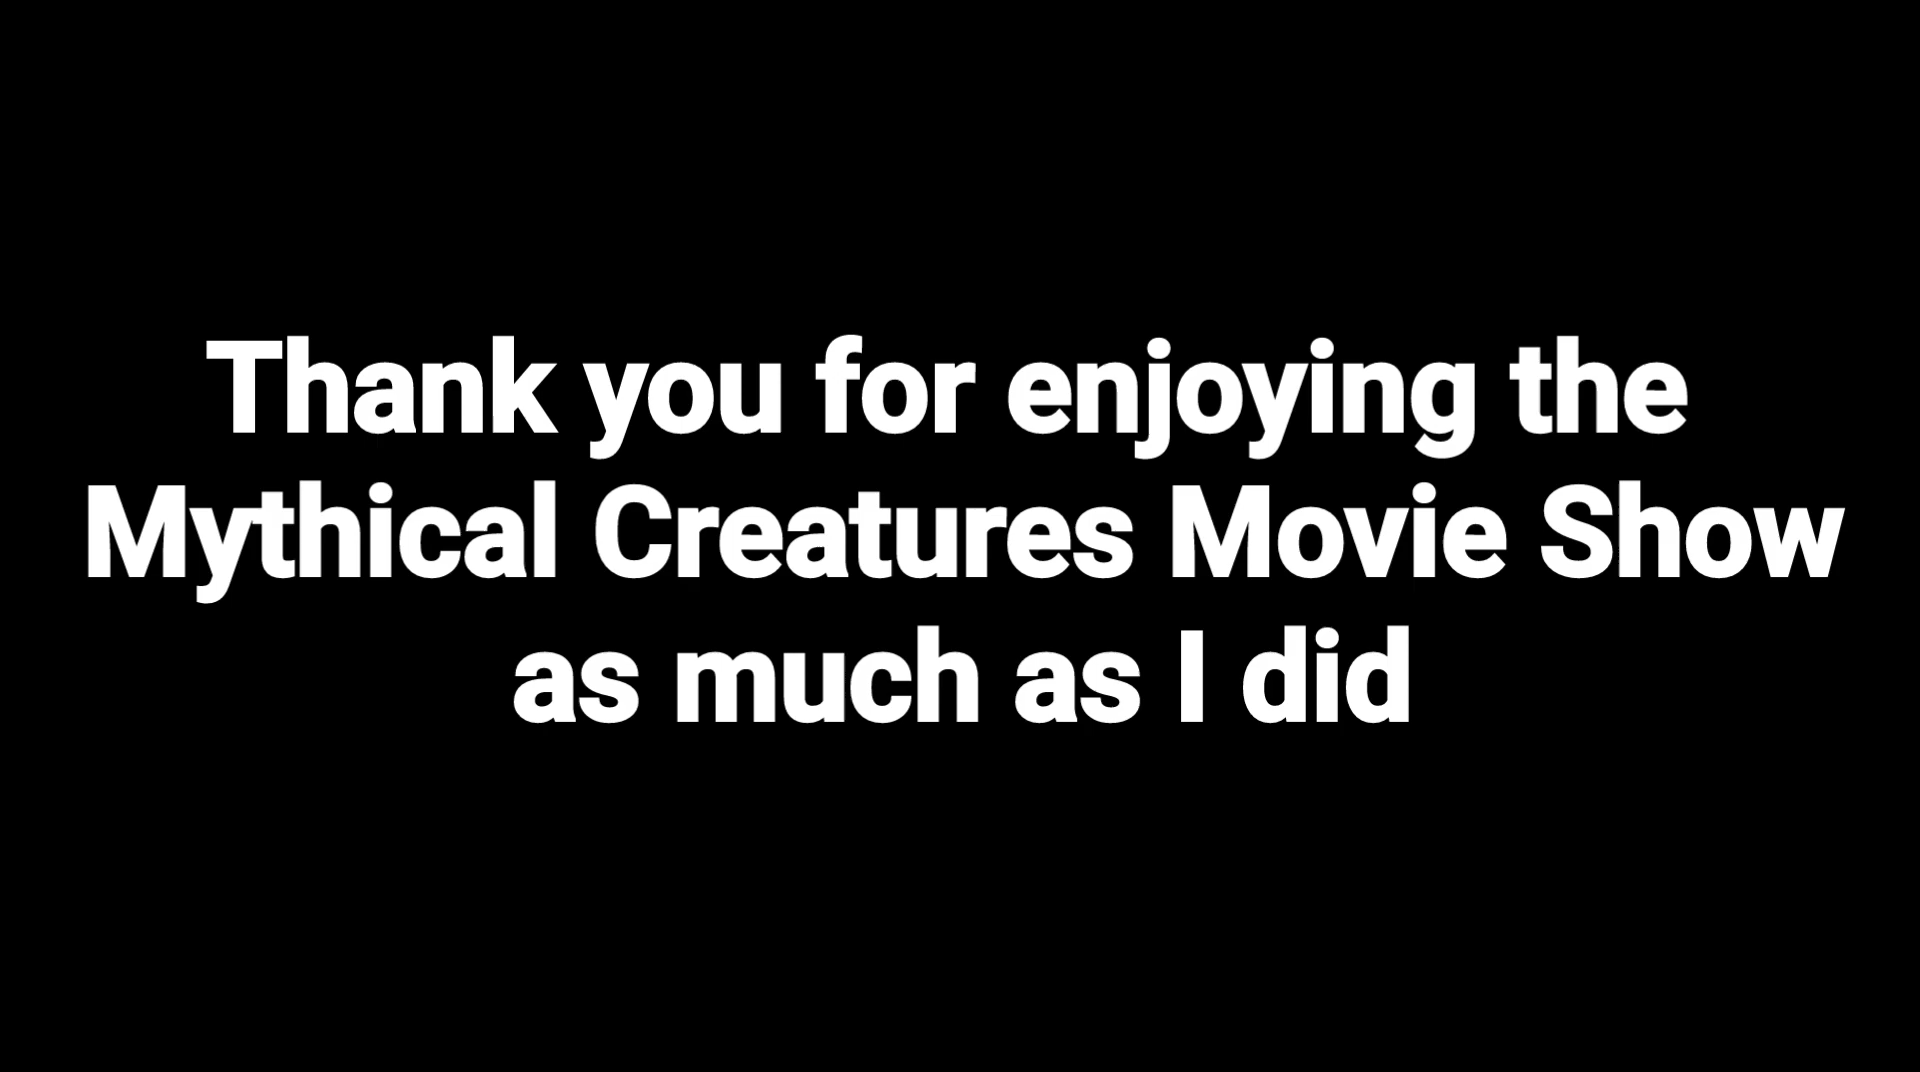 Thank you for enjoying the
Mythical Creatures Movie Show
as much as I did